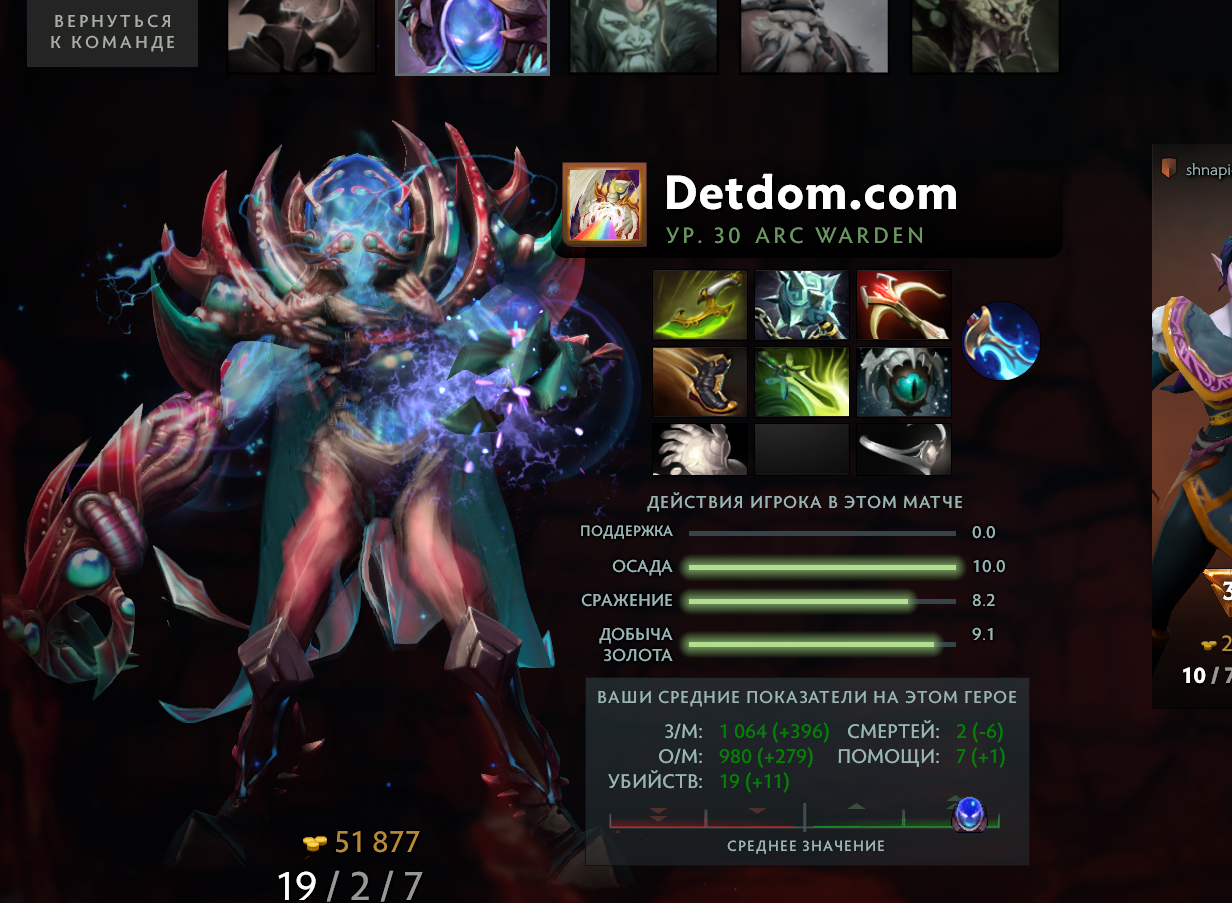 ВЕРНУТЬСЯ
К КОМАНДЕ
Detdom.com
УР. 30 ARC WARDEN
ДЕЙСТВИЯ ИГРОКА В ЭТОМ МАТЧЕ
ПОДДЕРЖКА 0.0
ОСАДА 10.0
СРАЖЕНИЕ 8.2
ДОБЫЧА
ЗОЛОТА 9.1
ВАШИ СРЕДНИЕ ПОКАЗАТЕЛИ НА ЭТОМ ГЕРОЕ
З/М: 1 064 (+396) СМЕРТЕЙ: 2 (-6)
О/М: 980 (+279) ПОМОЩИ: 7 (+1)
УБИЙСТВ: 19 (+11)
СРЕДНЕЕ ЗНАЧЕНИЕ
51 877
19 / 2 / 7
shnapi
3
2
10 / 7